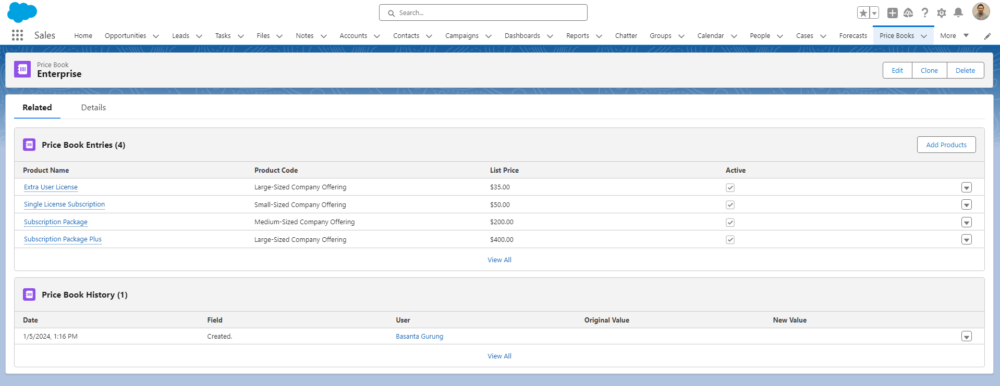 Search...
Sales Home Opportunities Leads Tasks Files Notes Accounts Contacts Campaigns Dashboards Reports Chatter Groups Calendar People Cases Forecasts Price Books More
Price Book
Enterprise
Edit Clone Delete
Related Details
Price Book Entries (4)
Add Products
Product Name Product Code List Price Active
Extra User License Large-Sized Company Offering $35.00
Single License Subscription Small-Sized Company Offering $50.00
Subscription Package Medium-Sized Company Offering $200.00
Subscription Package Plus Large-Sized Company Offering $400.00
View All
Price Book History (1)
Date Field User Original Value New Value
1/5/2024, 1:16 PM Created. Basanta Gurung
View All